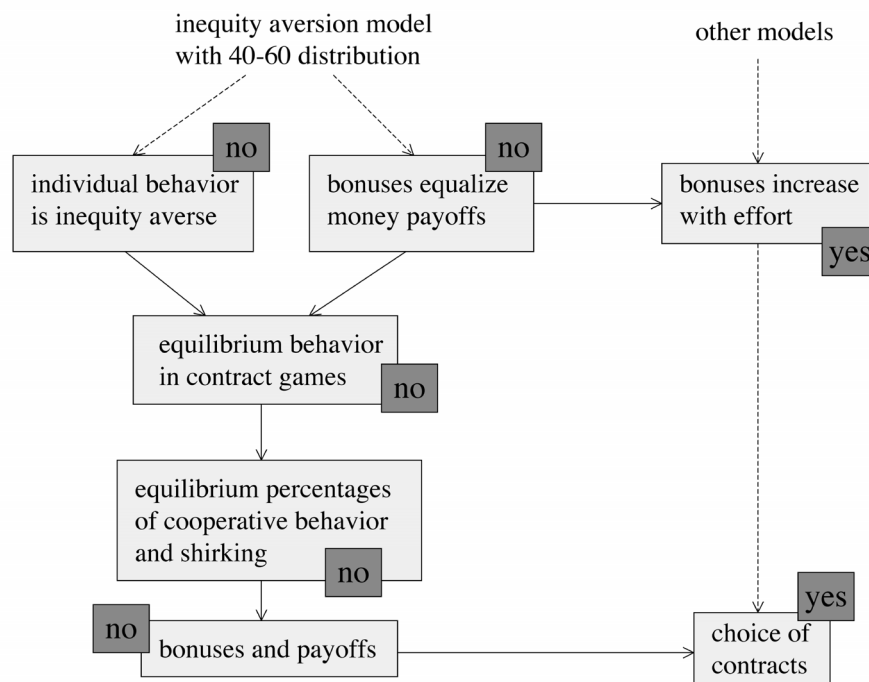 inequity aversion model
with 40-60 distribution
other models
no
individual behavior
is inequity averse
no
bonuses equalize
money payoffs
bonuses increase
with effort
yes
equilibrium behavior
in contract games
no
equilibrium percentages
of cooperative behavior
and shirking
no
no
bonuses and payoffs
yes
choice of
contracts